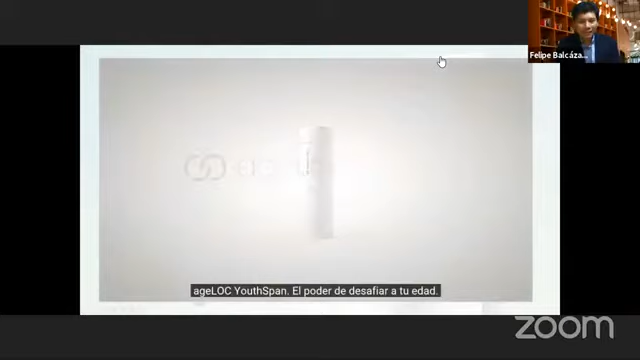 Felipe Balcáza...
ageLOC YouthSpan. El poder de desafiar a tu edad.
zoom